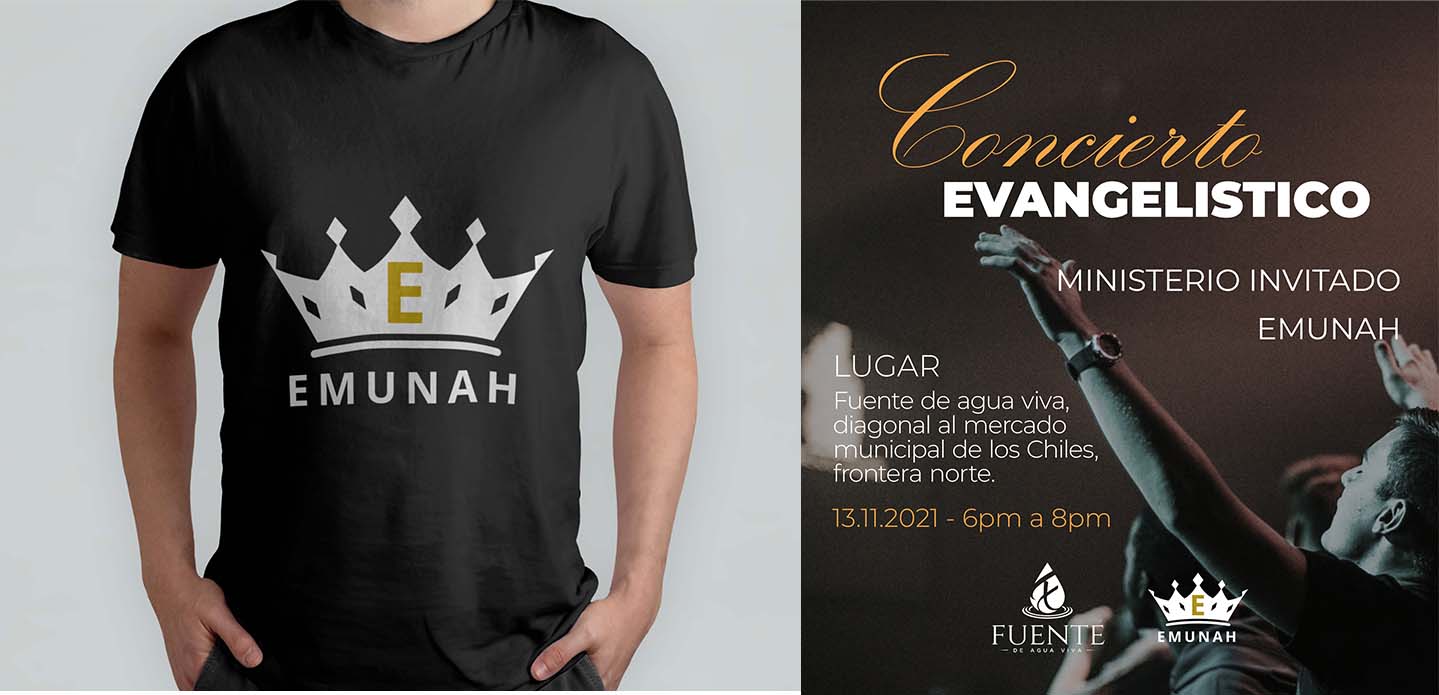 E
EMUNAH
Concierto
EVANGELISTICO
MINISTERIO INVITADO
EMUNAH
LUGAR
Fuente de agua viva,
diagonal al mercado
municipal de los Chiles,
frontera norte.
13.11.2021 - 6pm a 8pm
FUENTE
DE AGUA VIVA
E
EMUNAH